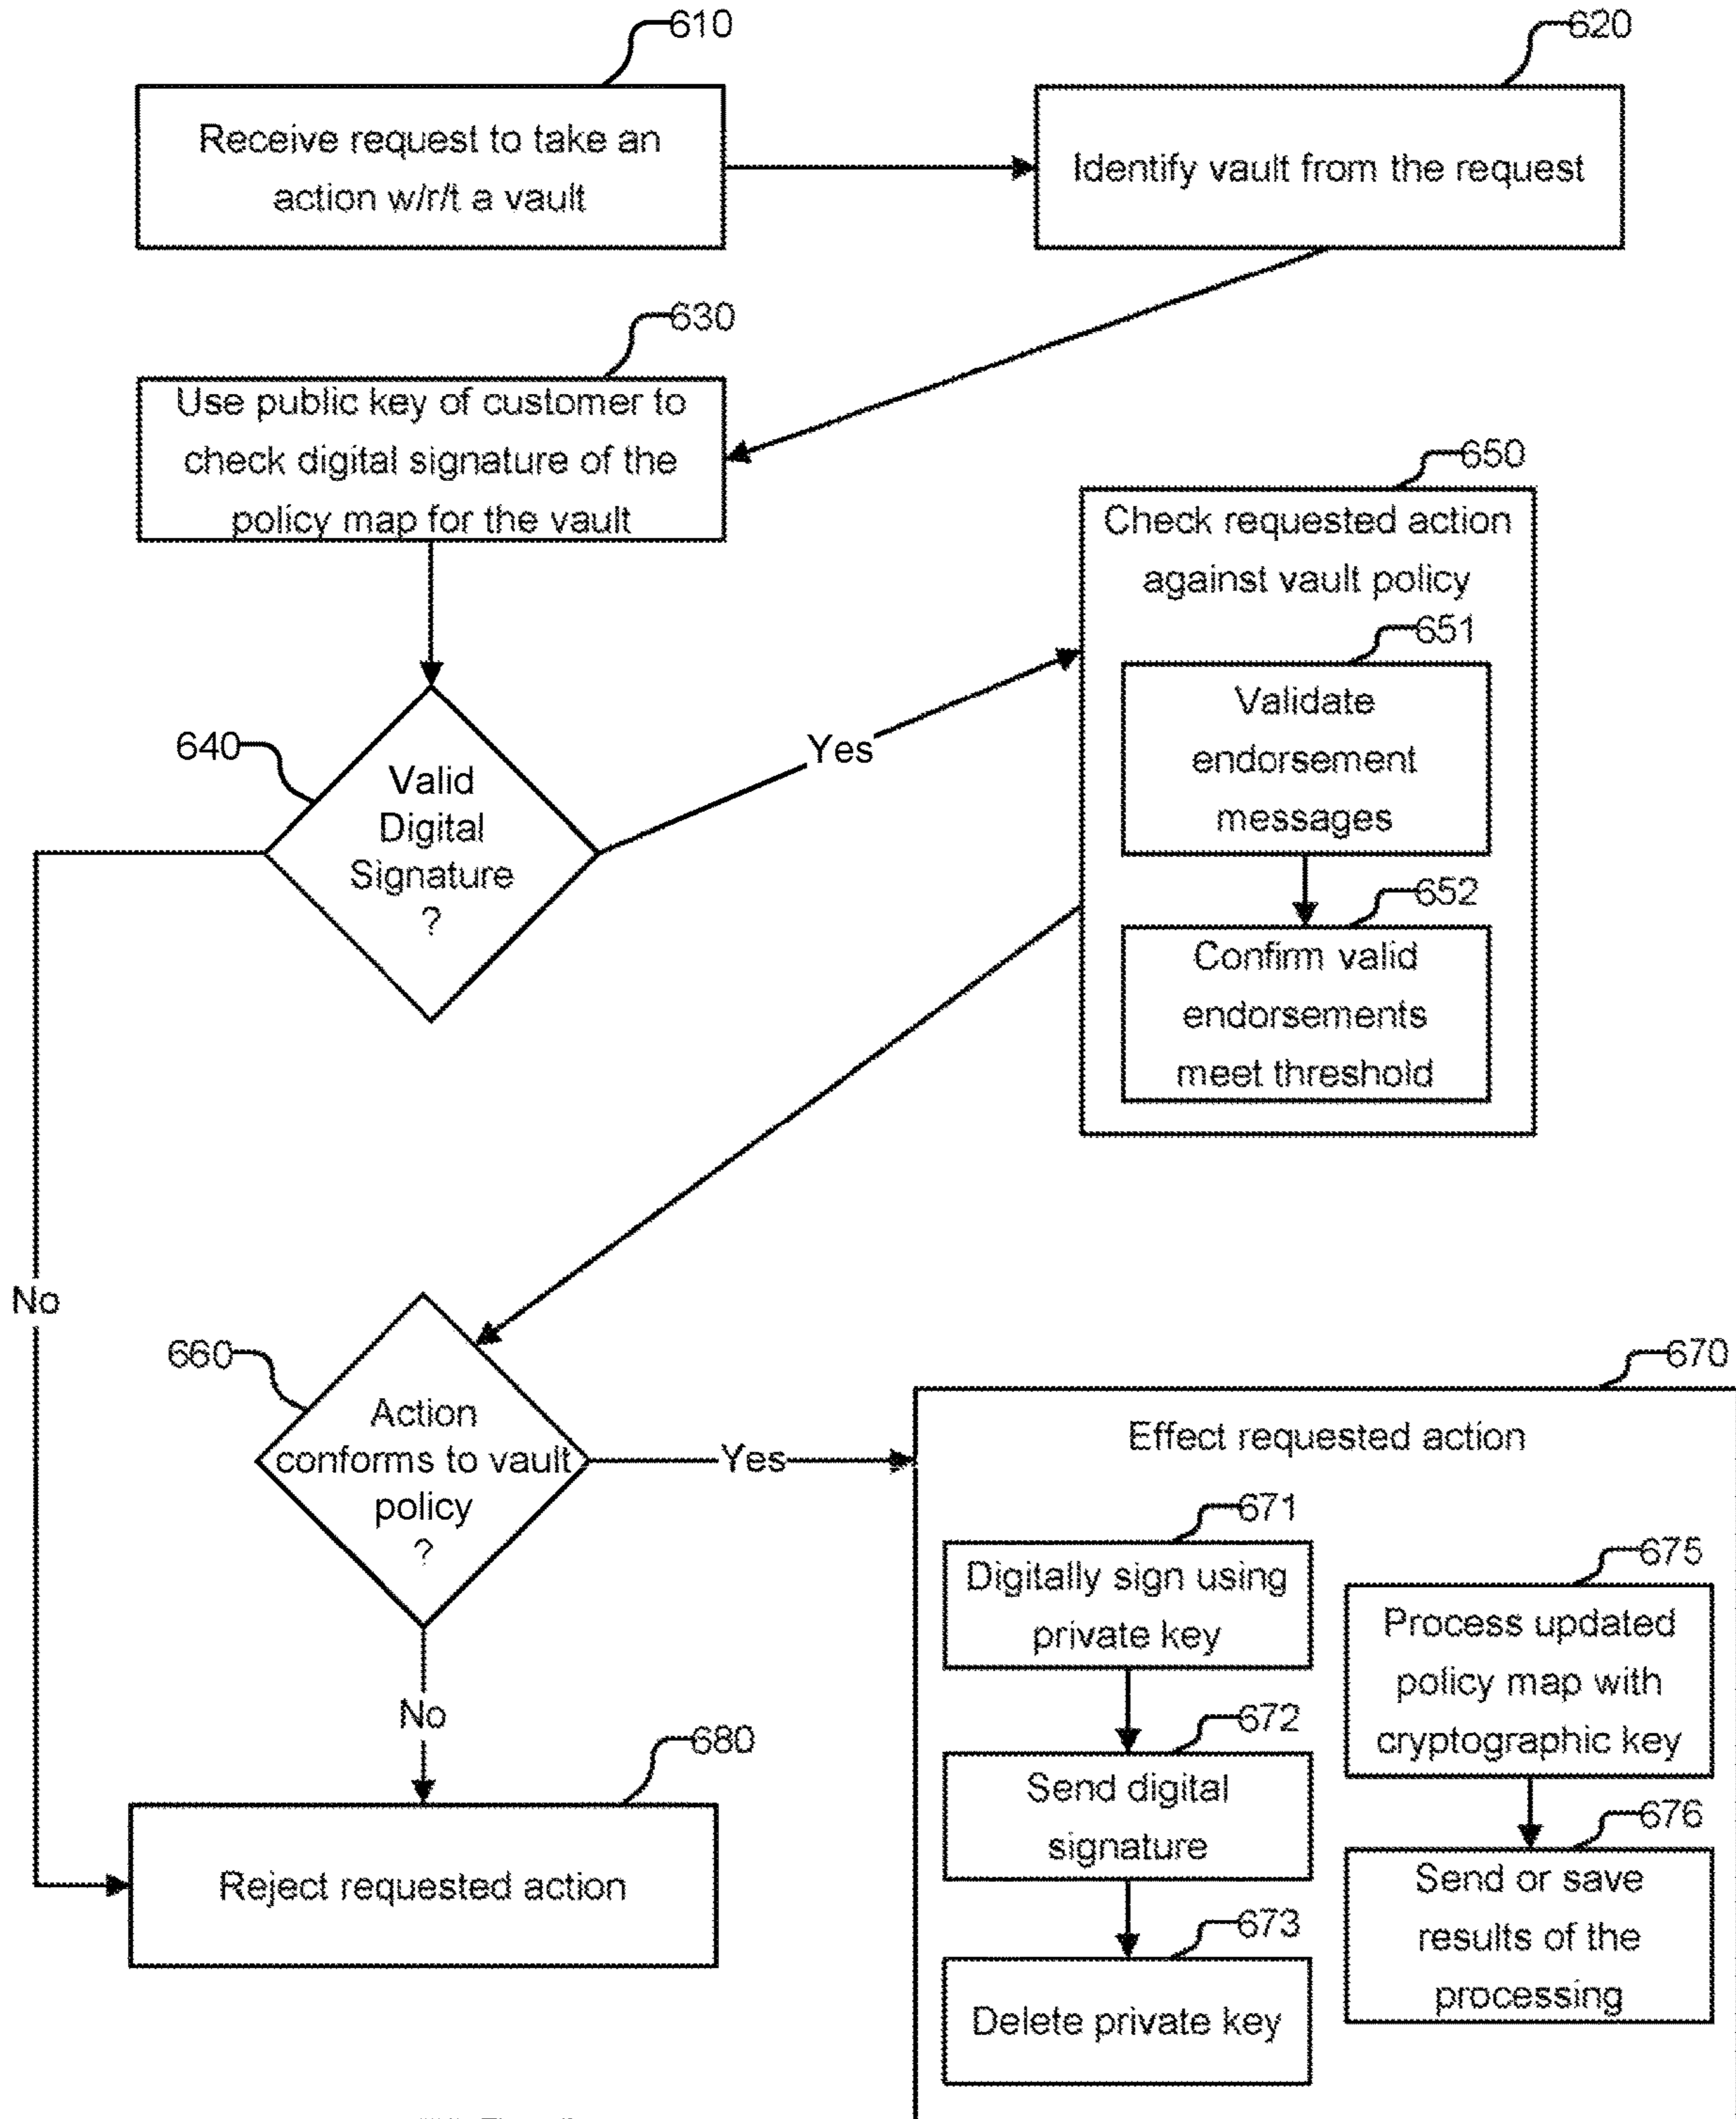 610
Receive request to take an
action w/r/t a vault
620
Identify vault from the request
630
Use public key of customer to
check digital signature of the
policy map for the vault
640
Valid
Digital
Signature
?
Yes
No
650
Check requested action
against vault policy
651
Validate
endorsement
messages
652
Confirm valid
endorsements
meet threshold
660
Action
conforms to vault
policy
?
Yes
No
670
Effect requested action
671
Digitally sign using
private key
672
Send digital
signature
673
Delete private key
675
Process updated
policy map with
cryptographic key
676
Send or save
results of the
processing
680
Reject requested action